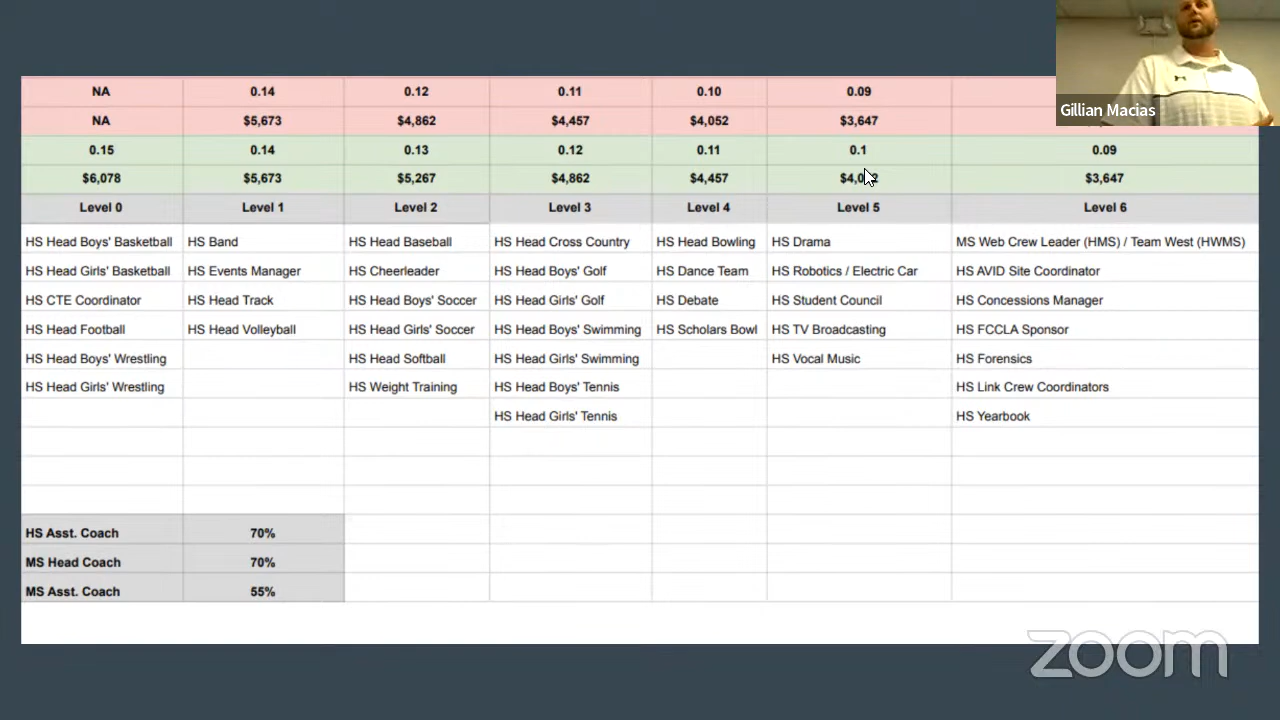 Gillian Macias
NA 0.14 0.12 0.11 0.10 0.09
NA $5,673 $4,862 $4,457 $4,052 $3,647
0.15 0.14 0.13 0.12 0.11 0.1 0.09
$6,078 $5,673 $5,267 $4,862 $4,457 $3,647
Level 0 Level 1 Level 2 Level 3 Level 4 Level 5 Level 6
HS Head Boys' Basketball HS Band HS Head Baseball HS Head Cross Country HS Head Bowling HS Drama MS Web Crew Leader (HMS) / Team West (HWMS)
HS Head Girls' Basketball HS Events Manager HS Cheerleader HS Head Boys' Golf HS Dance Team HS Robotics / Electric Car HS AVID Site Coordinator
HS CTE Coordinator HS Head Track HS Head Boys' Soccer HS Head Girls' Golf HS Debate HS Student Council HS Concessions Manager
HS Head Football HS Head Volleyball HS Head Girls' Soccer HS Head Boys' Swimming HS Scholars Bowl HS TV Broadcasting HS FCCLA Sponsor
HS Head Boys' Wrestling HS Head Softball HS Head Girls' Swimming HS Vocal Music HS Forensics
HS Head Girls' Wrestling HS Weight Training HS Head Boys' Tennis HS Link Crew Coordinators
HS Head Girls' Tennis HS Yearbook
HS Asst. Coach 70%
MS Head Coach 70%
MS Asst. Coach 55%
zoom